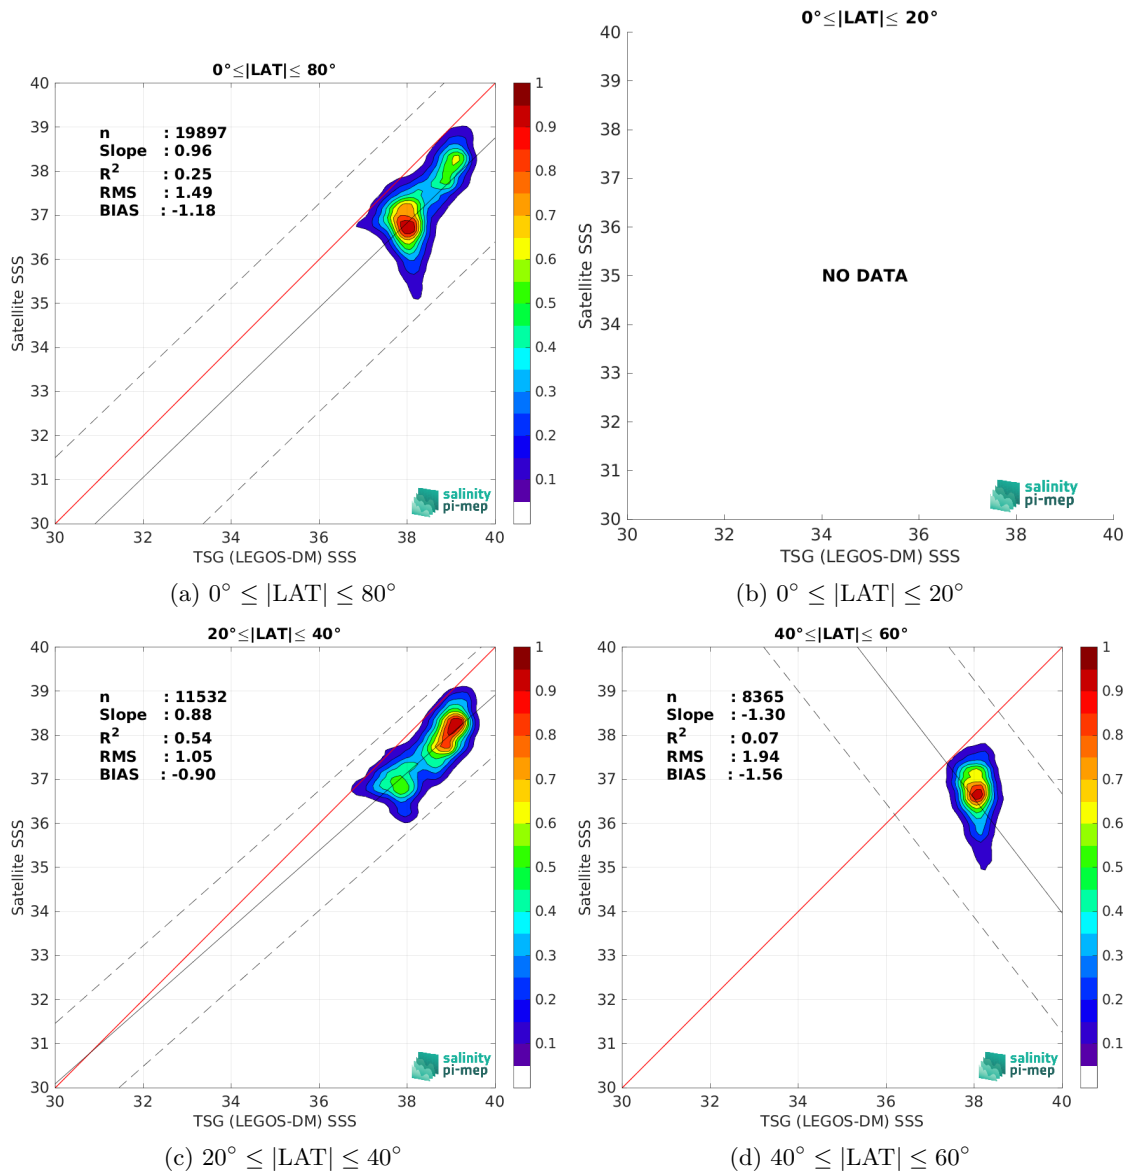 0°≤|LAT|≤ 80°
n : 19897
Slope : 0.96
R² : 0.25
RMS : 1.49
BIAS : -1.18
40
39
38
37
36
35
34
33
32
31
30
Satellite SSS
30 32 34 36 38 40
TSG (LEGOS-DM) SSS
1
0.9
0.8
0.7
0.6
0.5
0.4
0.3
0.2
0.1
salinity
pi-mep
(a) 0° ≤ |LAT| ≤ 80°
0°≤|LAT|≤ 20°
40
39
38
37
36
35
34
33
32
31
30
Satellite SSS
NO DATA
30 32 34 36 38 40
TSG (LEGOS-DM) SSS
salinity
pi-mep
(b) 0° ≤ |LAT| ≤ 20°
20°≤|LAT|≤ 40°
n : 11532
Slope : 0.88
R² : 0.54
RMS : 1.05
BIAS : -0.90
40
39
38
37
36
35
34
33
32
31
30
Satellite SSS
30 32 34 36 38 40
TSG (LEGOS-DM) SSS
1
0.9
0.8
0.7
0.6
0.5
0.4
0.3
0.2
0.1
salinity
pi-mep
(c) 20° ≤ |LAT| ≤ 40°
40°≤|LAT|≤ 60°
n : 8365
Slope : -1.30
R² : 0.07
RMS : 1.94
BIAS : -1.56
40
39
38
37
36
35
34
33
32
31
30
Satellite SSS
30 32 34 36 38 40
TSG (LEGOS-DM) SSS
1
0.9
0.8
0.7
0.6
0.5
0.4
0.3
0.2
0.1
salinity
pi-mep
(d) 40° ≤ |LAT| ≤ 60°